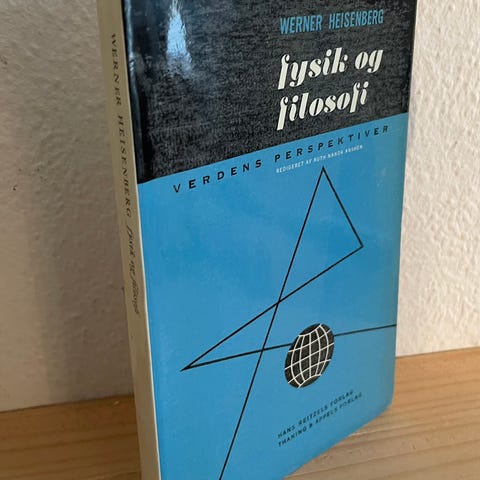 WERNER HEISENBERG
fysik og
filosofi
VERDENS PERSPEKTIVER
REDIGERET AF RUTH NANDA ANSHEN
HANS REITZELS FORLAG
THANING & APPELS FORLAG
WERNER HEISENBERG fysik og filosofi